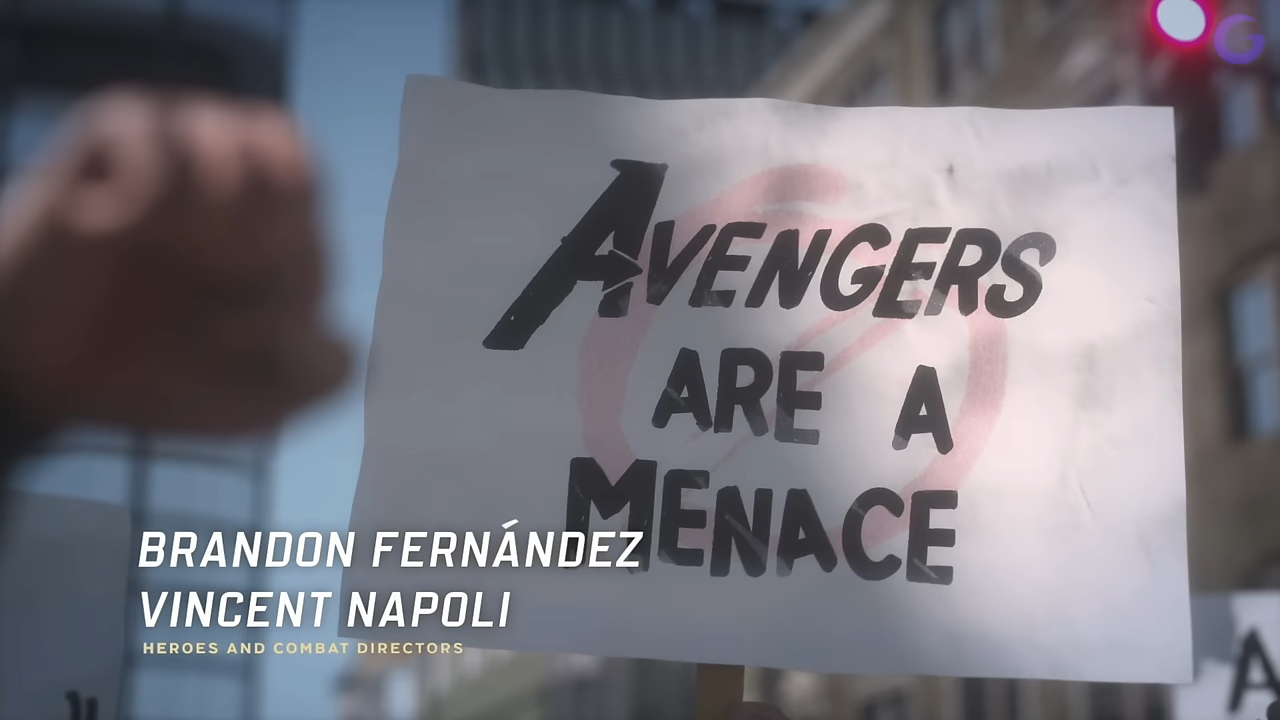 AVENGERS
ARE A
MENACE
BRANDON FERNÁNDEZ
VINCENT NAPOLI
HEROES AND COMBAT DIRECTORS